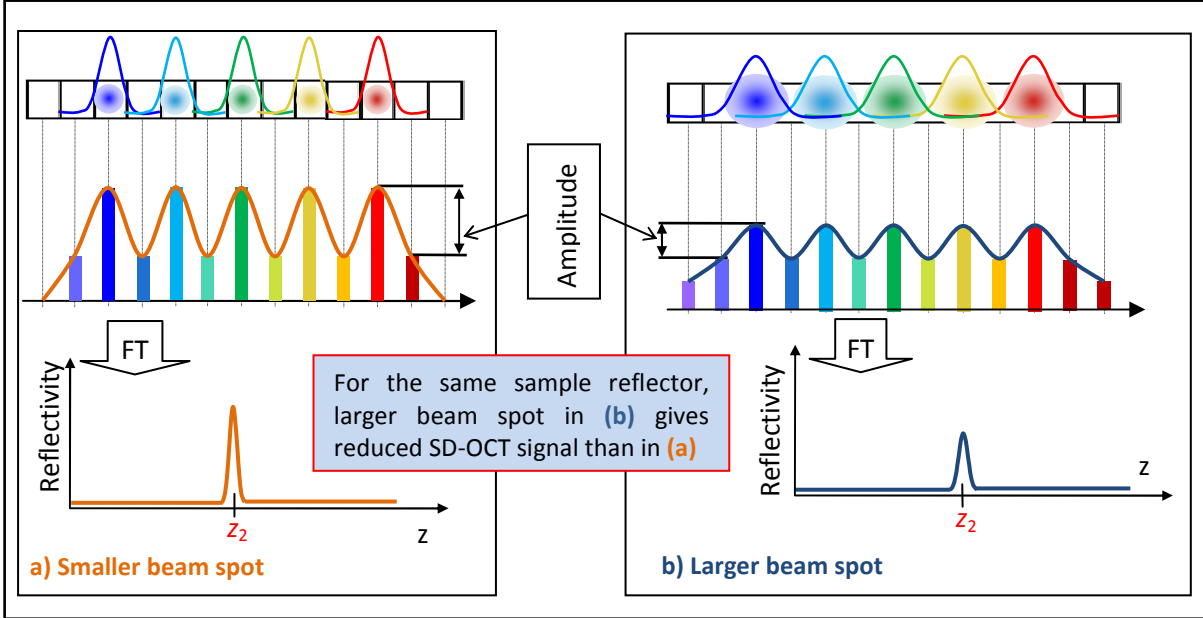 Amplitude
FT
Reflectivity
z₂
z
a) Smaller beam spot
For the same sample reflector,
larger beam spot in (b) gives
reduced SD-OCT signal than in (a)
FT
Reflectivity
z
z₂
b) Larger beam spot